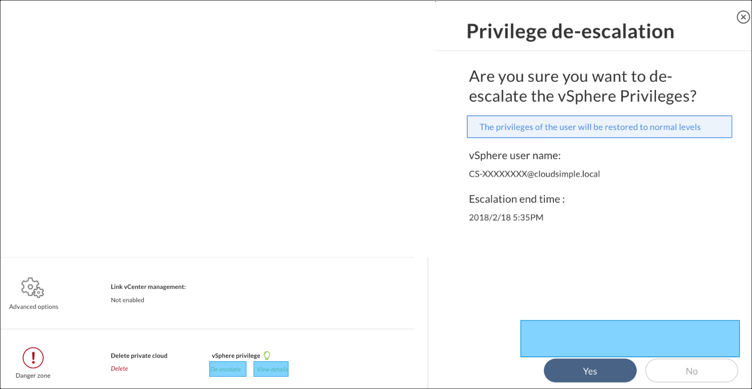 Privilege de-escalation
Are you sure you want to de-
escalate the vSphere Privileges?
The privileges of the user will be restored to normal levels
vSphere user name:
CS-XXXXXXXX@cloudsimple.local
Escalation end time :
2018/2/18 5:35PM
Link vCenter management:
Not enabled
Advanced options
Delete private cloud
vSphere privilege
Delete
De-escalate
View details
Danger zone
Yes
No